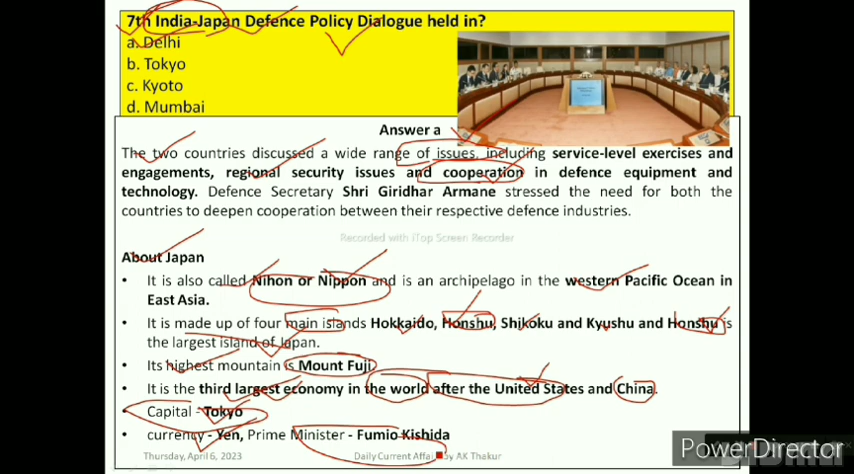 7th India-Japan Defence Policy Dialogue held in?
a. Delhi
b. Tokyo
c. Kyoto
d. Mumbai
Answer a
The two countries discussed a wide range of issues, including service-level exercises and
engagements, regional security issues and cooperation in defence equipment and
technology. Defence Secretary Shri Giridhar Armane stressed the need for both the
countries to deepen cooperation between their respective defence industries.
Recorded with iTop Screen Recorder
About Japan
• It is also called Nihon or Nippon and is an archipelago in the western Pacific Ocean in
East Asia.
• It is made up of four main islands Hokkaido, Honshu, Shikoku and Kyushu and Honshu is
the largest island of Japan.
• Its highest mountain is Mount Fuji
• It is the third largest economy in the world after the United States and China.
• Capital - Tokyo
• currency - Yen, Prime Minister - Fumio Kishida
Thursday, April 6, 2023 Daily Current Affai by AK Thakur
PowerDirector